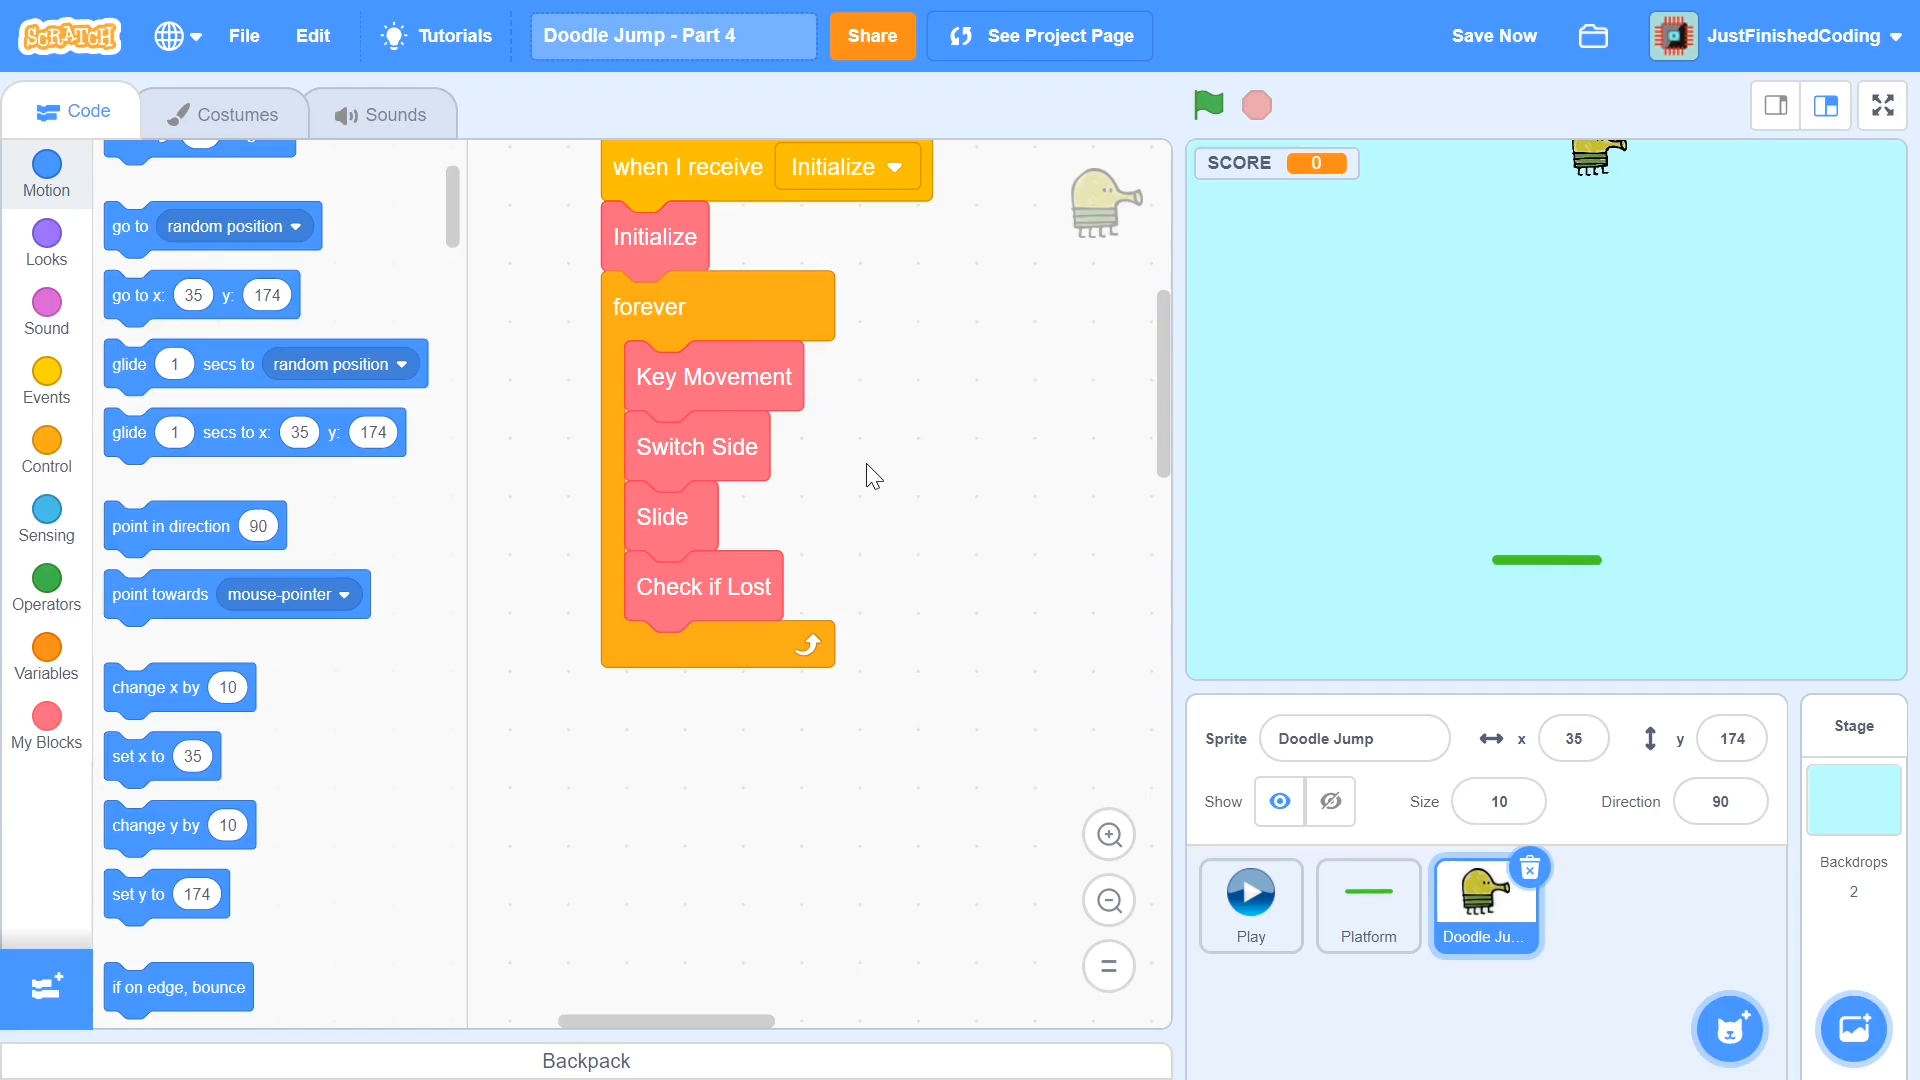 SCRATCH
File
Edit
Tutorials
Doodle Jump - Part 4
Share
See Project Page
Save Now
JustFinishedCoding
Code
Costumes
Sounds
Motion
Looks
Sound
Events
Control
Sensing
Operators
Variables
My Blocks
go to random position
go to x: 35 y: 174
glide 1 secs to random position
glide 1 secs to x: 35 y: 174
point in direction 90
point towards mouse-pointer
change x by 10
set x to 35
change y by 10
set y to 174
if on edge, bounce
when I receive Initialize
Initialize
forever
Key Movement
Switch Side
Slide
Check if Lost
Backpack
SCORE 0
Sprite Doodle Jump x 35 y 174
Show Size 10 Direction 90
Play
Platform
Doodle Ju...
Stage
Backdrops
2